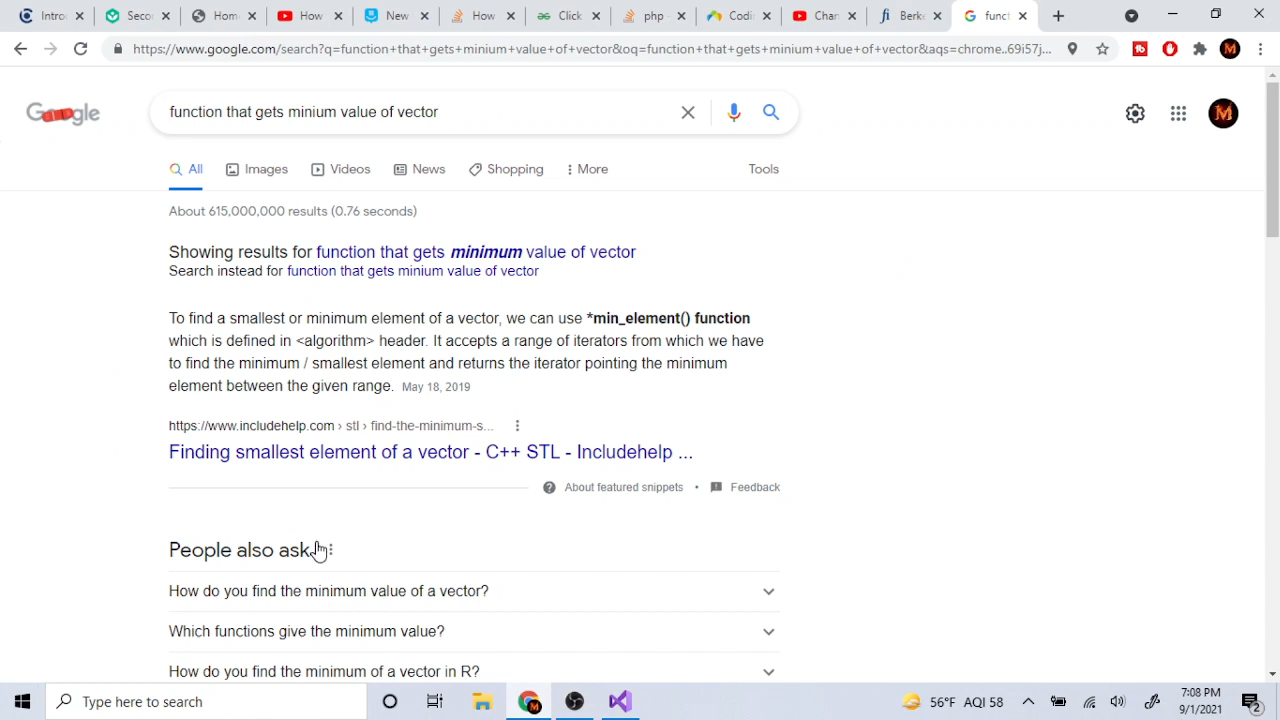 Intro
Secon
Home
How
New
How
Click
php -
Codi
Chan
Berke
funct
https://www.google.com/search?q=function+that+gets+minium+value+of+vector&oq=function+that+gets+minium+value+of+vector&aqs=chrome..69i57j...
Google
function that gets minium value of vector
All
Images
Videos
News
Shopping
More
Tools
About 615,000,000 results (0.76 seconds)
Showing results for function that gets minimum value of vector
Search instead for function that gets minium value of vector
To find a smallest or minimum element of a vector, we can use *min_element() function
which is defined in <algorithm> header. It accepts a range of iterators from which we have
to find the minimum / smallest element and returns the iterator pointing the minimum
element between the given range. May 18, 2019
https://www.includehelp.com › stl › find-the-minimum-s...
Finding smallest element of a vector - C++ STL - Includehelp ...
About featured snippets • Feedback
People also ask
How do you find the minimum value of a vector?
Which functions give the minimum value?
How do you find the minimum of a vector in R?
Type here to search
56°F AQI 58
7:08 PM
9/1/2021
2